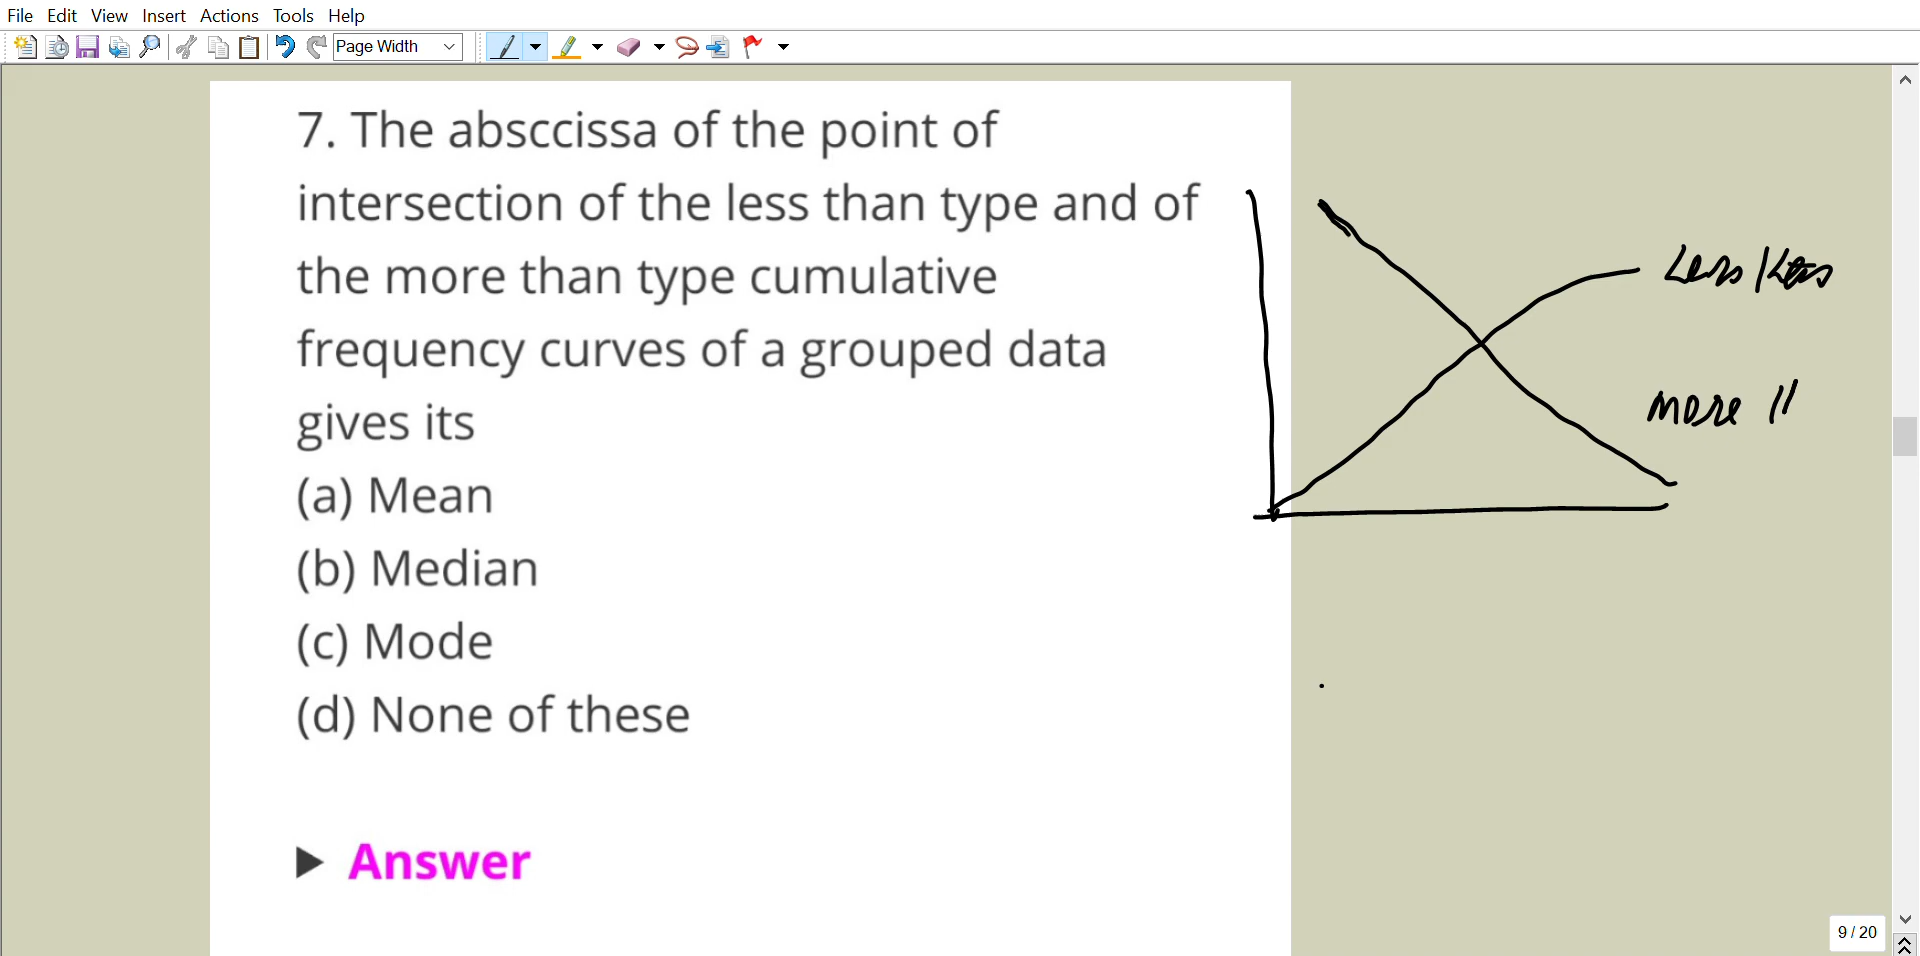 File Edit View Insert Actions Tools Help
Page Width
7. The absccissa of the point of
intersection of the less than type and of
the more than type cumulative
frequency curves of a grouped data
gives its
(a) Mean
(b) Median
(c) Mode
(d) None of these
Answer
Less
more //
9 / 20